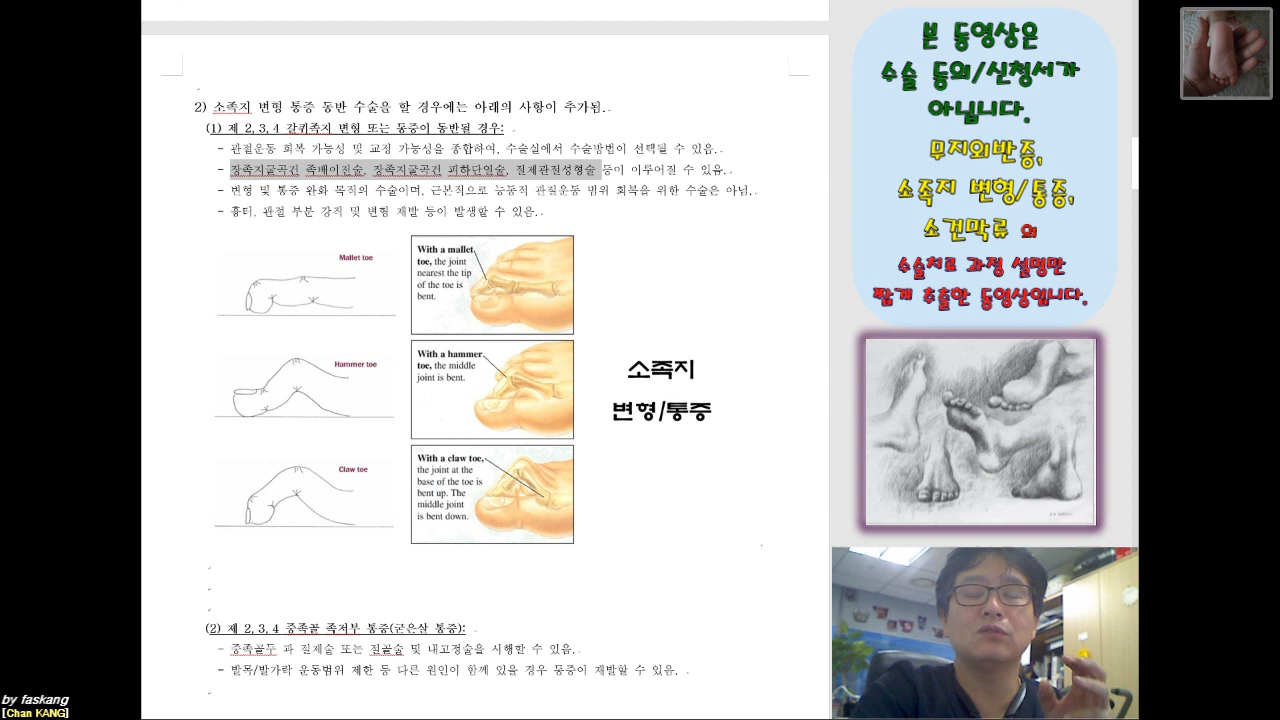 2) 소족지 변형 통증 동반 수술을 할 경우에는 아래의 사항이 추가됨.
(1) 제 2, 3, 4 갈퀴족지 변형 또는 통증이 동반될 경우:
- 관절운동 회복 가능성 및 교정 가능성을 종합하여, 수술실에서 수술방법이 선택될 수 있음.
- 장족지굴곡건 족배이전술, 장족지굴곡건 피하단열술, 절제관절성형술 등이 이루어질 수 있음.
- 변형 및 통증 완화 목적의 수술이며, 근본적으로 능동적 관절운동 범위 회복을 위한 수술은 아님.
- 흉터, 관절 부분 강직 및 변형 재발 등이 발생할 수 있음.
Mallet toe
With a mallet
toe, the joint
nearest the tip
of the toe is
bent.
Hammer toe
With a hammer
toe, the middle
joint is bent.
Claw toe
With a claw toe,
the joint at the
base of the toe is
bent up. The
middle joint
is bent down.
소족지
변형/통증
(2) 제 2, 3, 4 중족골 족저부 통증(굳은살 통증):
- 중족골두 과 절제술 또는 절골술 및 내고정술을 시행할 수 있음.
- 발목/발가락 운동범위 제한 등 다른 원인이 함께 있을 경우 통증이 재발할 수 있음.
본 동영상은
수술 동의/신청서가
아닙니다.
무지외반증,
소족지 변형/통증,
소건막류 의
수술치료 과정 설명만
짧게 추출한 동영상입니다.
by faskang
[Chan KANG]